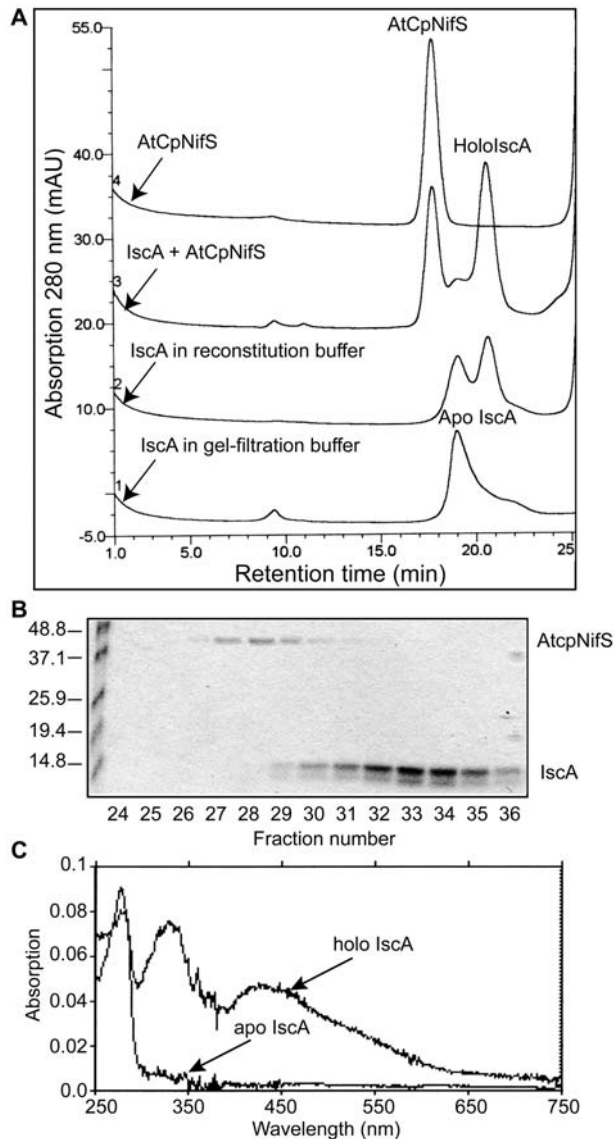 A
55.0
AtCpNifS
HoloIscA
40.0
4
AtCpNifS
30.0
3
IscA + AtCpNifS
20.0
2
IscA in reconstitution buffer
10.0
Apo IscA
1
IscA in gel-filtration buffer
-5.0
1.0 10.0 20.0 25
Absorption 280 nm (mAU)
Retention time (min)
B
48.8
37.1
25.9
19.4
14.8
AtcpNifS
IscA
24 25 26 27 28 29 30 31 32 33 34 35 36
Fraction number
C
0.1
0.08
0.06
0.04
0.02
0.0
Absorption
holo IscA
apo IscA
250 350 450 550 650 750
Wavelength (nm)